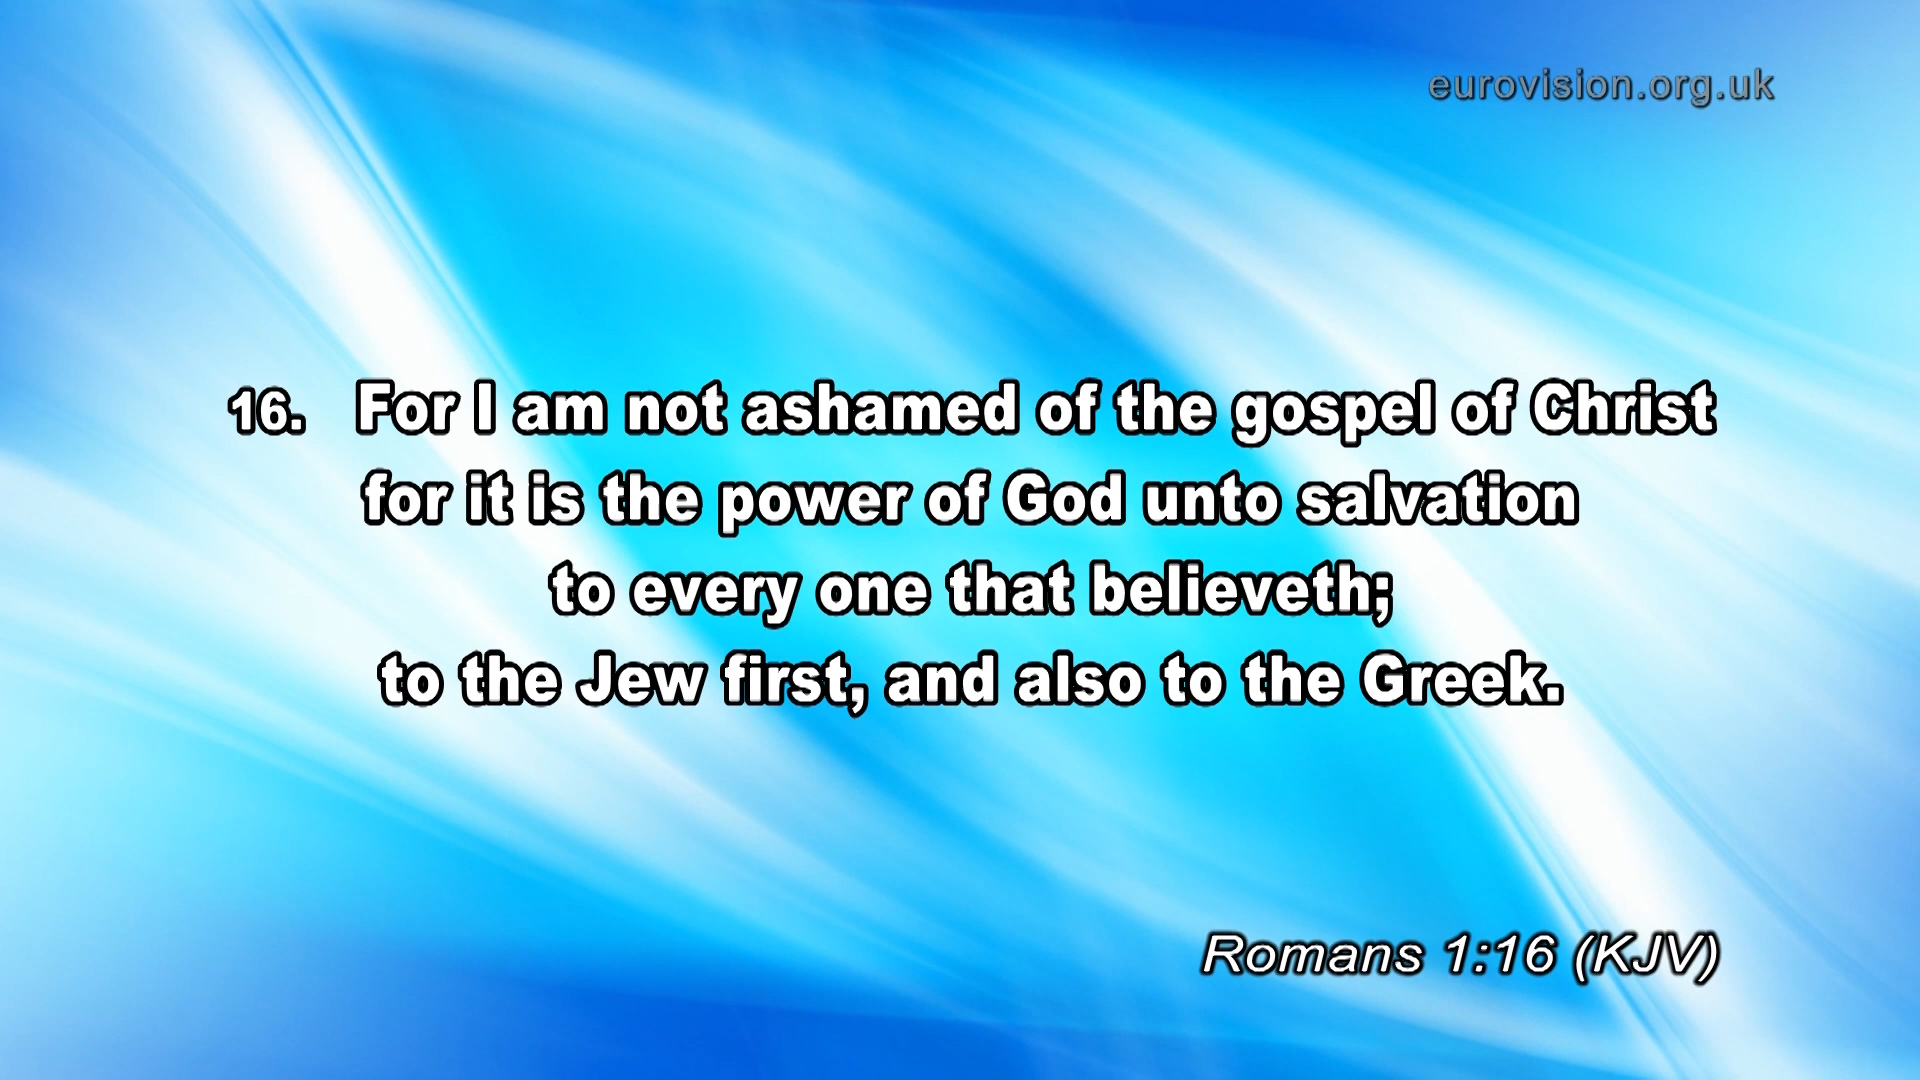 eurovision.org.uk
16. For I am not ashamed of the gospel of Christ
for it is the power of God unto salvation
to every one that believeth;
to the Jew first, and also to the Greek.
Romans 1:16 (KJV)